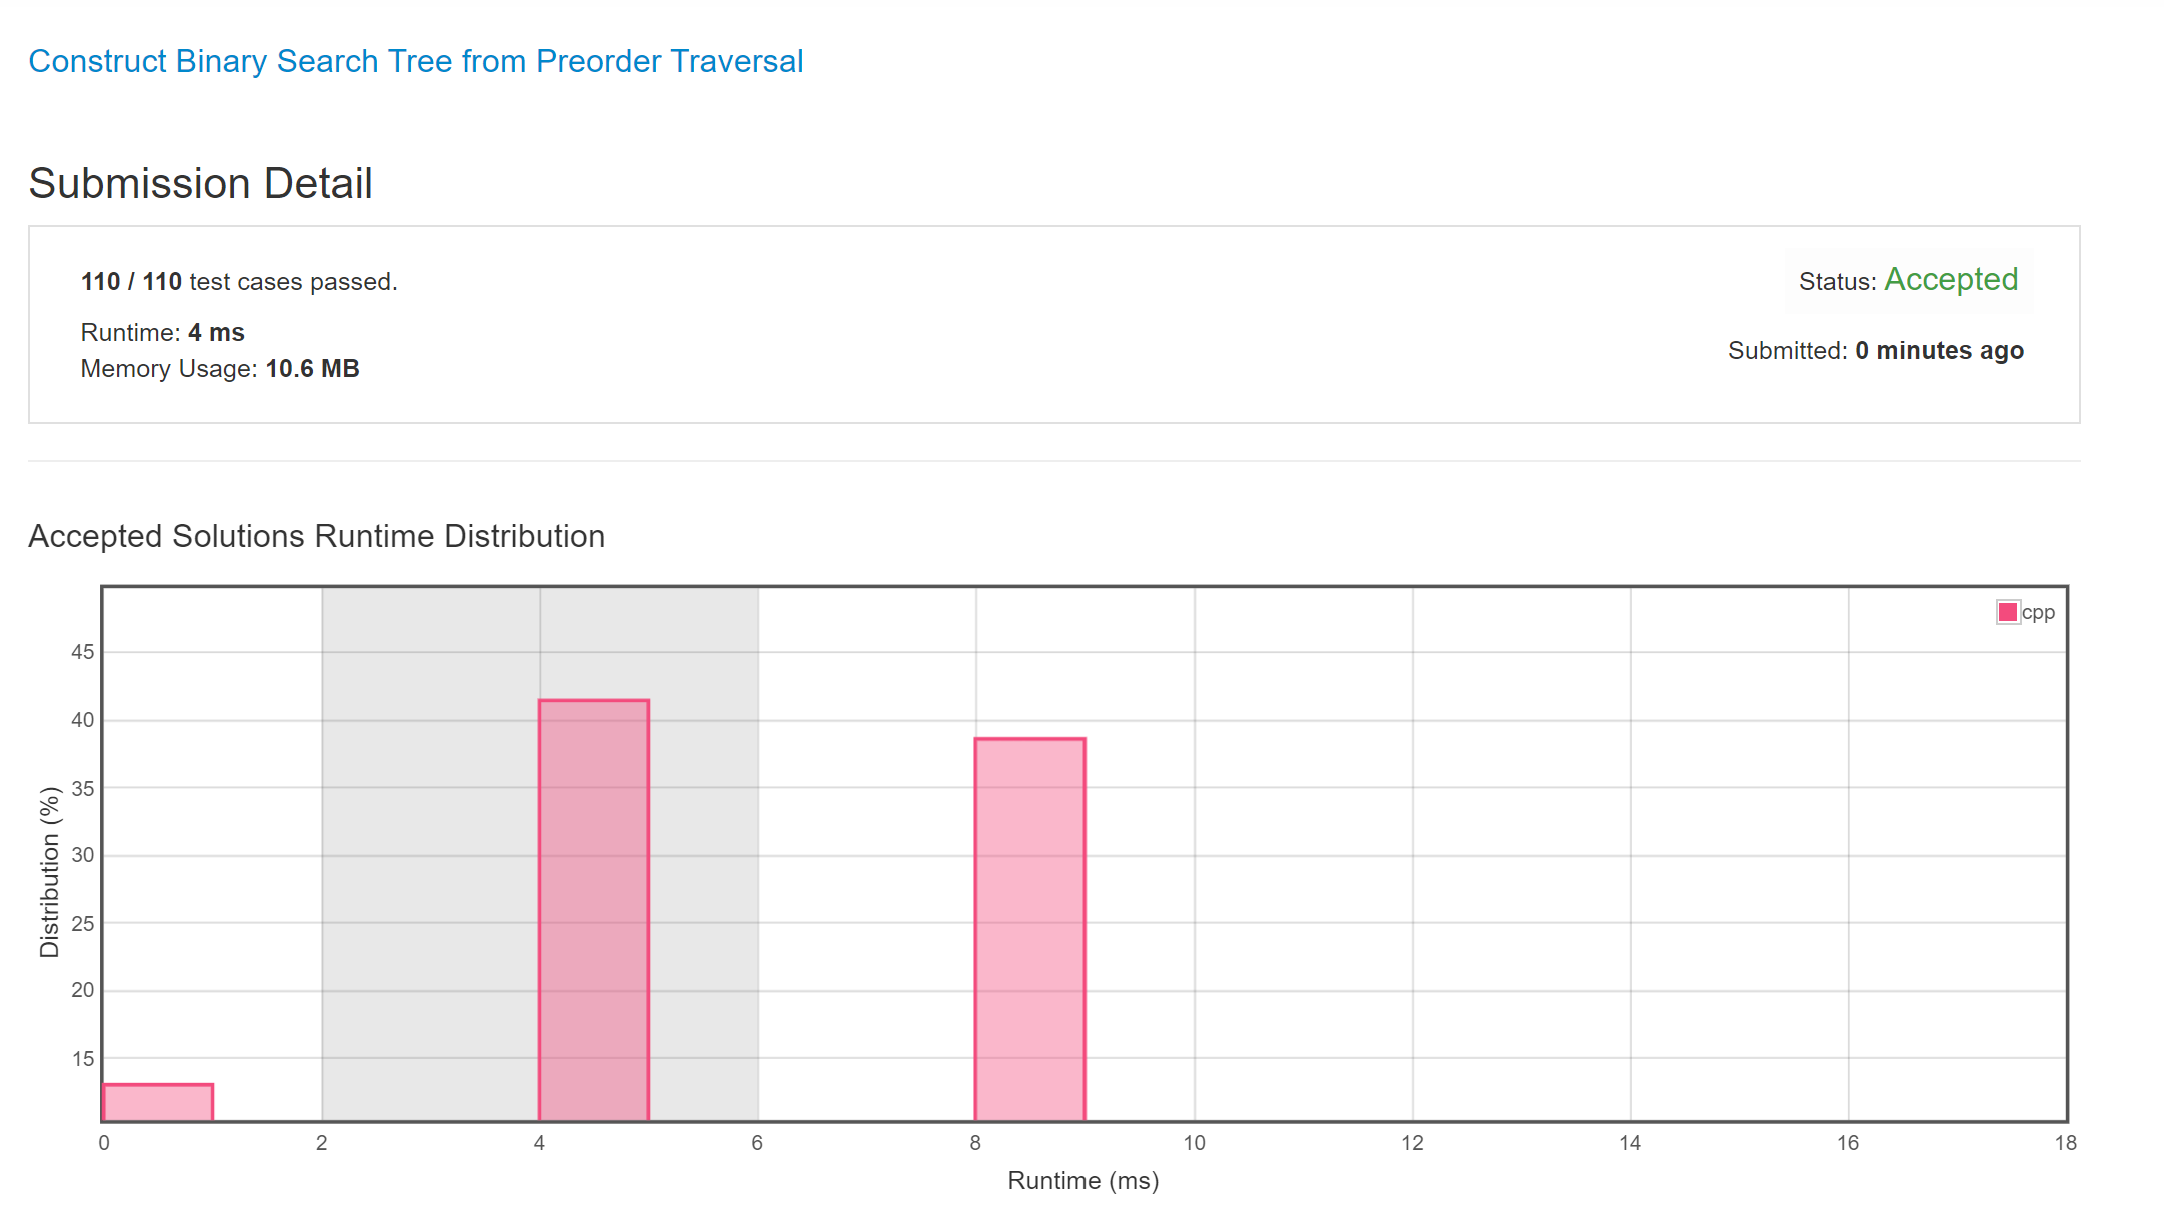 Construct Binary Search Tree from Preorder Traversal
Submission Detail
110 / 110 test cases passed.
Status: Accepted
Runtime: 4 ms
Submitted: 0 minutes ago
Memory Usage: 10.6 MB
Accepted Solutions Runtime Distribution
cpp
45
40
35
30
25
20
15
Distribution (%)
0 2 4 6 8 10 12 14 16 18
Runtime (ms)